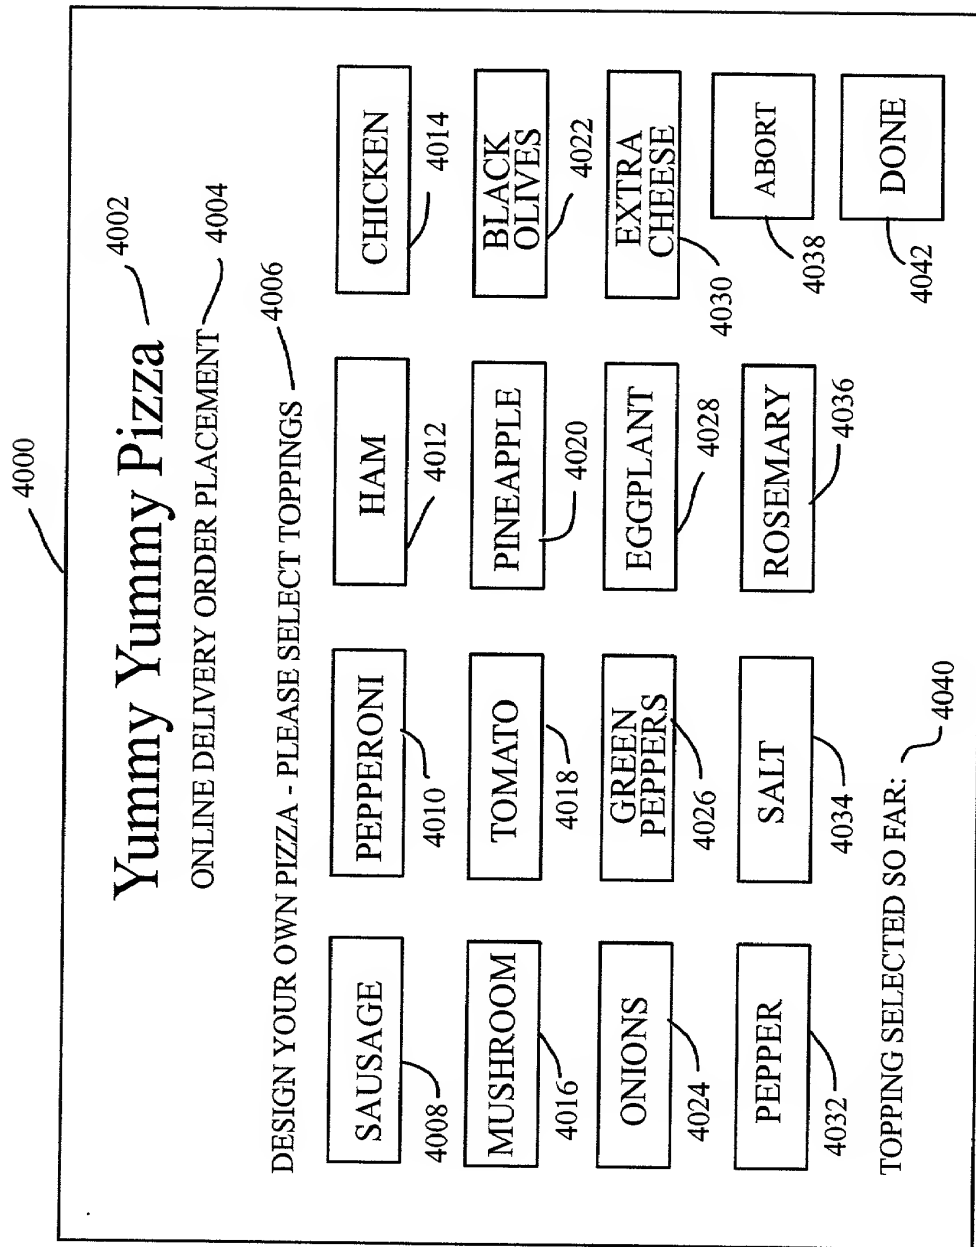 4000
Yummy Yummy Pizza
4002
ONLINE DELIVERY ORDER PLACEMENT
4004
DESIGN YOUR OWN PIZZA - PLEASE SELECT TOPPINGS
4006
SAUSAGE
PEPPERONI
HAM
CHICKEN
4008
4010
4012
4014
MUSHROOM
TOMATO
PINEAPPLE
BLACK
OLIVES
4016
4018
4020
4022
ONIONS
GREEN
PEPPERS
EGGPLANT
EXTRA
CHEESE
4024
4026
4028
4030
PEPPER
SALT
ROSEMARY
ABORT
4032
4034
4036
4038
TOPPING SELECTED SO FAR:
4040
DONE
4042